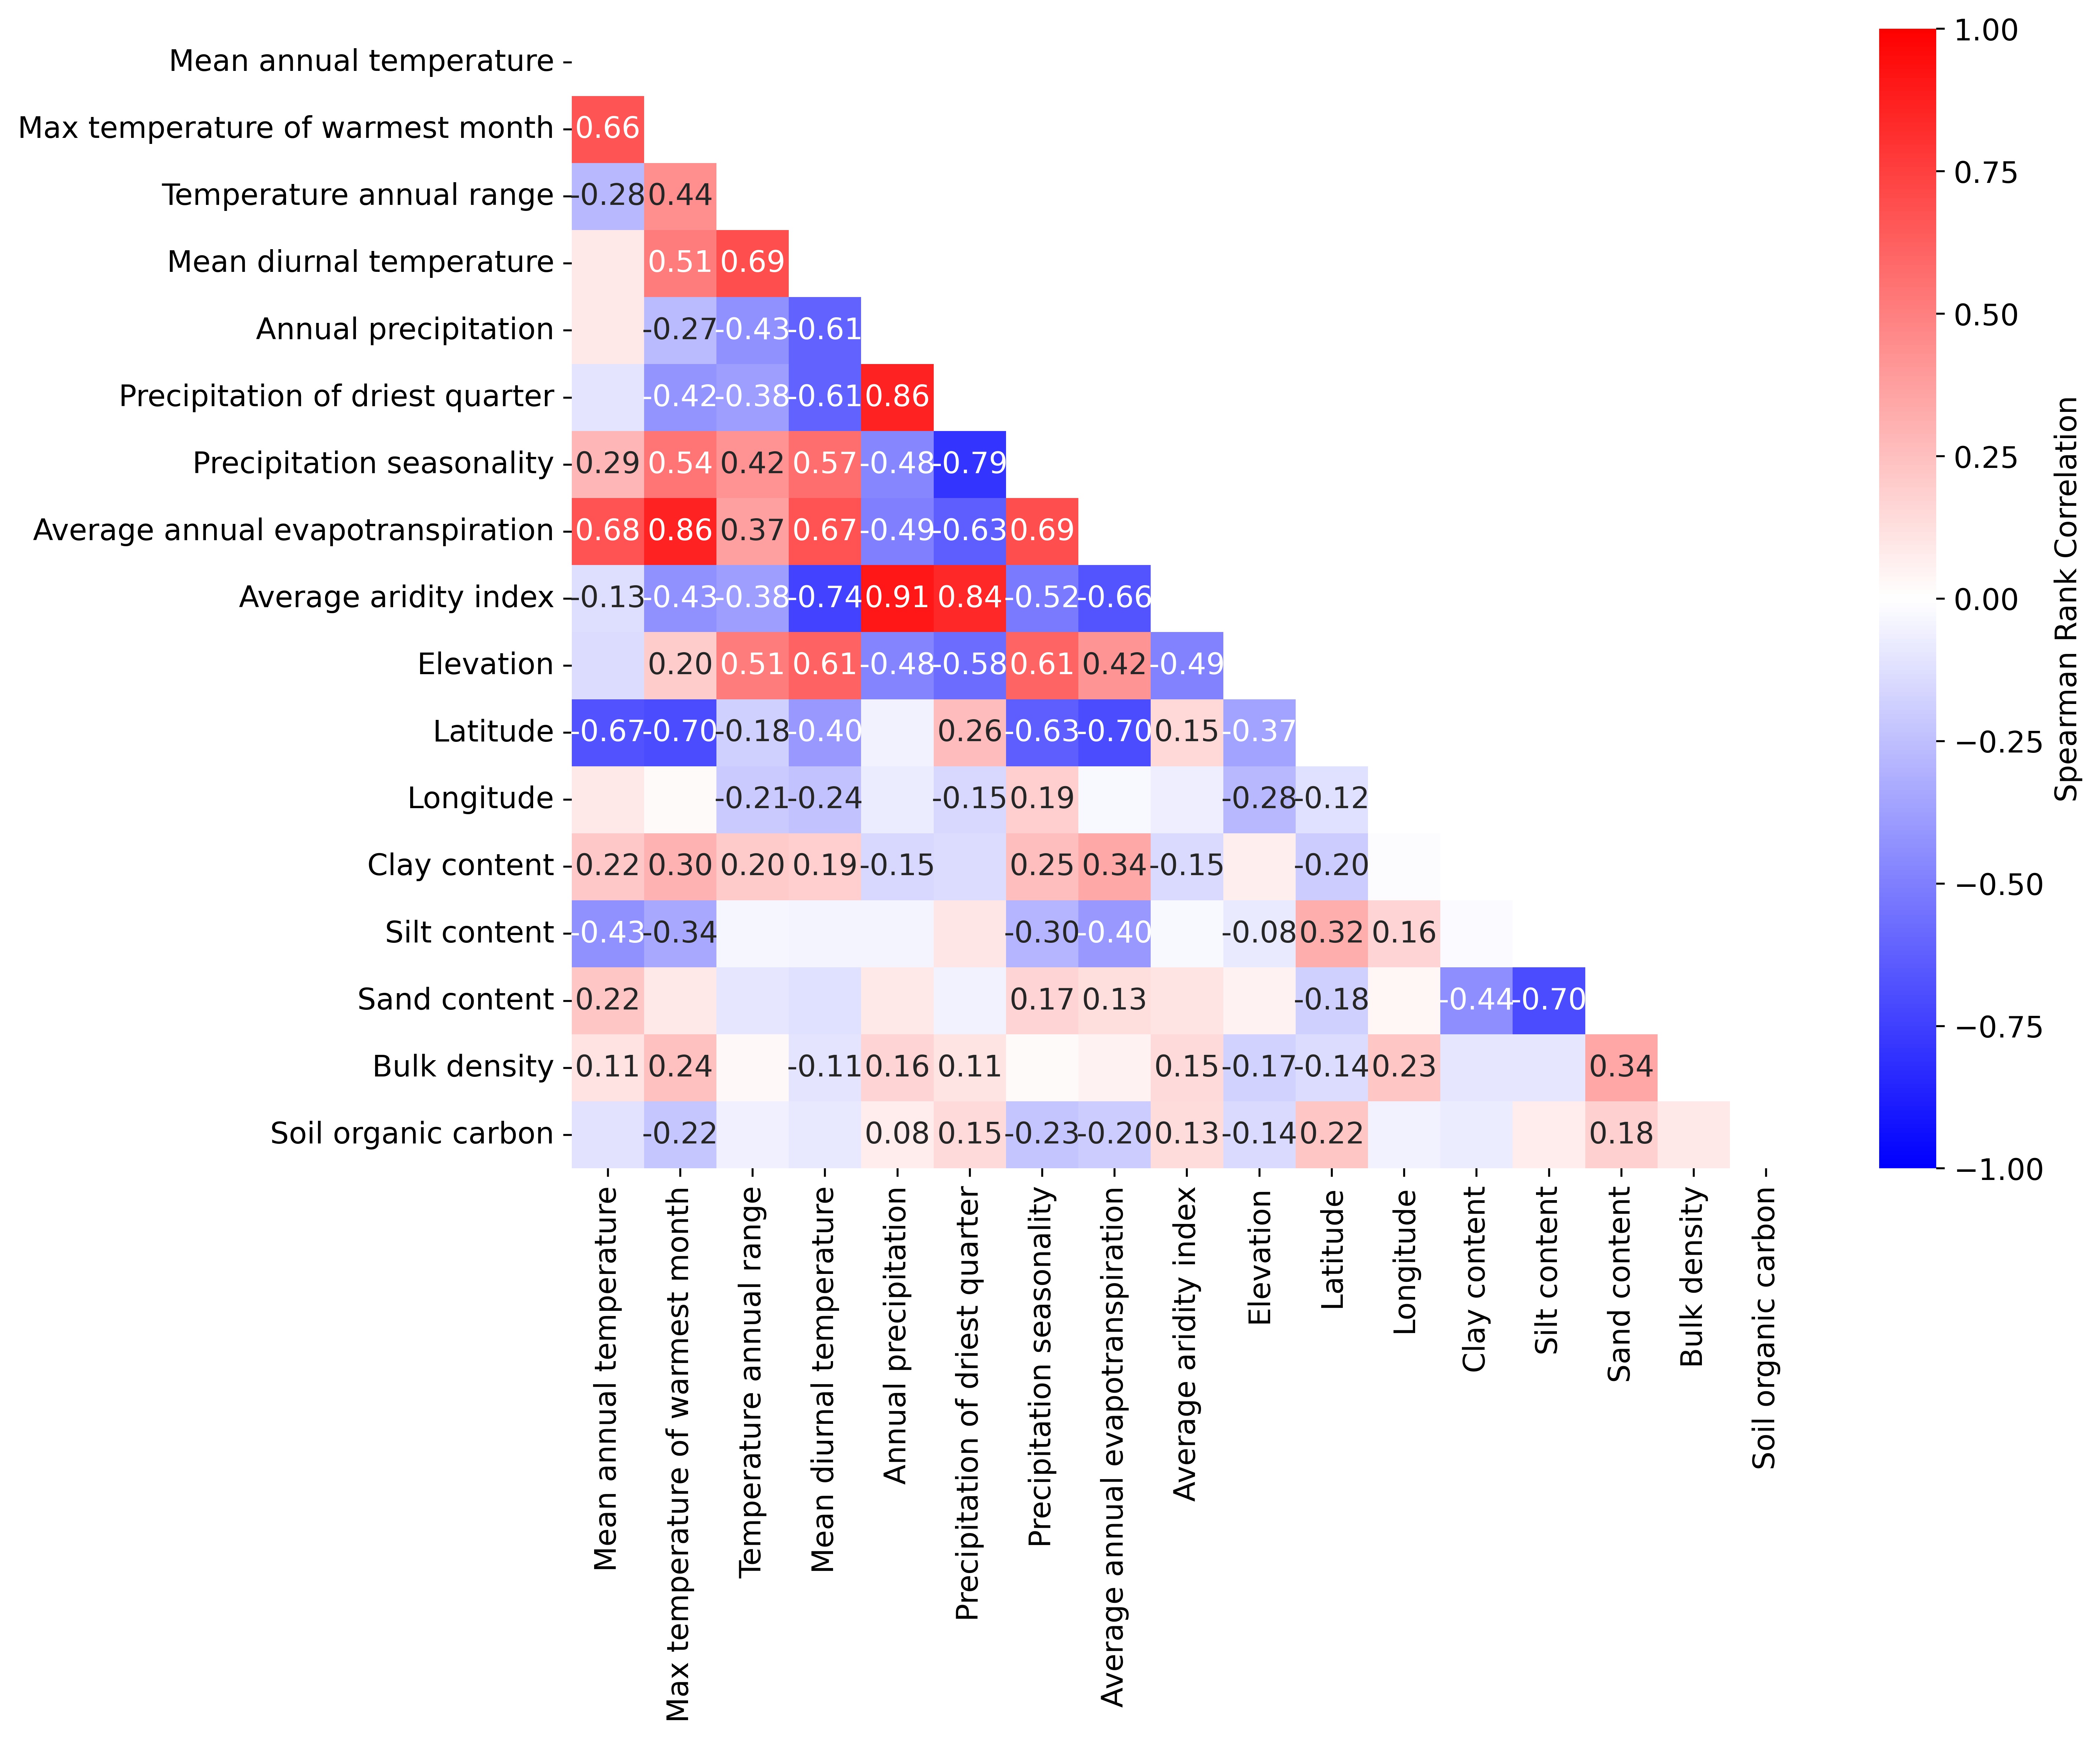 Mean annual temperature
Max temperature of warmest month 0.66
Temperature annual range -0.28 0.44
Mean diurnal temperature 0.51 0.69
Annual precipitation -0.27 -0.43 -0.61
Precipitation of driest quarter -0.42 -0.38 -0.61 0.86
Precipitation seasonality 0.29 0.54 0.42 0.57 -0.48 -0.79
Average annual evapotranspiration 0.68 0.86 0.37 0.67 -0.49 -0.63 0.69
Average aridity index -0.13 -0.43 -0.38 -0.74 0.91 0.84 -0.52 -0.66
Elevation 0.20 0.51 0.61 -0.48 -0.58 0.61 0.42 -0.49
Latitude -0.67 -0.70 -0.18 -0.40 0.26 -0.63 -0.70 0.15 -0.37
Longitude -0.21 -0.24 -0.15 0.19 -0.28 -0.12
Clay content 0.22 0.30 0.20 0.19 -0.15 0.25 0.34 -0.15 -0.20
Silt content -0.43 -0.34 -0.30 -0.40 -0.08 0.32 0.16
Sand content 0.22 0.17 0.13 -0.18 -0.44 -0.70
Bulk density 0.11 0.24 -0.11 0.16 0.11 0.15 -0.17 -0.14 0.23 0.34
Soil organic carbon -0.22 0.08 0.15 -0.23 -0.20 0.13 -0.14 0.22 0.18
Mean annual temperature
Max temperature of warmest month
Temperature annual range
Mean diurnal temperature
Annual precipitation
Precipitation of driest quarter
Precipitation seasonality
Average annual evapotranspiration
Average aridity index
Elevation
Latitude
Longitude
Clay content
Silt content
Sand content
Bulk density
Soil organic carbon
1.00
0.75
0.50
0.25
0.00
−0.25
−0.50
−0.75
−1.00
Spearman Rank Correlation